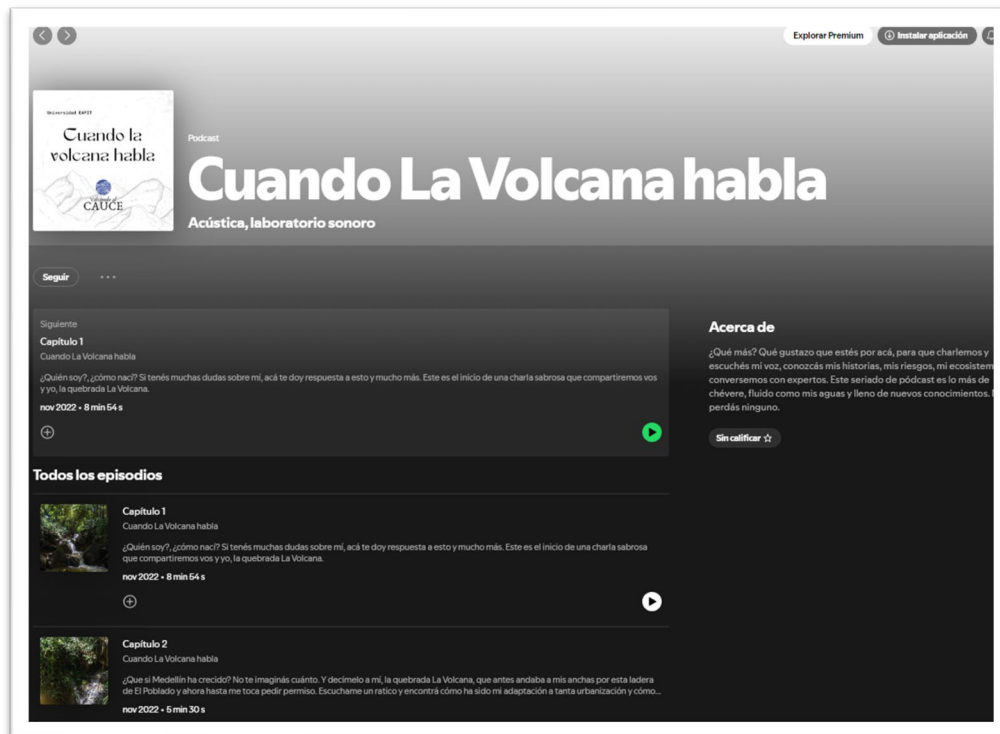 Explorar Premium
Instalar aplicación
Universidad EAFIT
Cuando la
volcana habla
CAUCE
Podcast
Cuando La Volcana habla
Acústica, laboratorio sonoro
Seguir
Siguiente
Capítulo 1
Cuando La Volcana habla
¿Quién soy?, ¿cómo nací? Si tenés muchas dudas sobre mí, acá te doy respuesta a esto y mucho más. Este es el inicio de una charla sabrosa que compartiremos vos
y yo, la quebrada La Volcana.
nov 2022 • 8 min 54 s
Acerca de
¿Qué más? Qué gustazo que estés por acá, para que charlemos y
escuchés mi voz, conozcás mis historias, mis riesgos, mi ecosistem
conversemos con expertos. Este seriado de pódcast es lo más de
chévere, fluido como mis aguas y lleno de nuevos conocimientos.
perdás ninguno.
Sin calificar
Todos los episodios
Capítulo 1
Cuando La Volcana habla
¿Quién soy?, ¿cómo nací? Si tenés muchas dudas sobre mí, acá te doy respuesta a esto y mucho más. Este es el inicio de una charla sabrosa
que compartiremos vos y yo, la quebrada La Volcana.
nov 2022 • 8 min 54 s
Capítulo 2
Cuando La Volcana habla
¿Que si Medellín ha crecido? No te imaginás cuánto. Y decímelo a mí, la quebrada La Volcana, que antes andaba a mis anchas por esta ladera
de El Poblado y ahora hasta me toca pedir permiso. Escuchame un ratico y encontrá cómo ha sido mi adaptación a tanta urbanización y cómo...
nov 2022 • 5 min 30 s